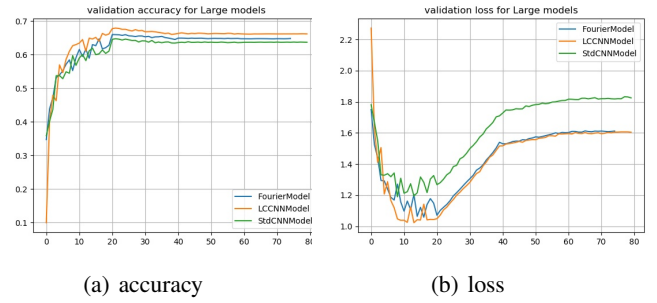 validation accuracy for Large models
0.7
0.6
0.5
0.4
0.3
0.2
0.1
0 10 20 30 40 50 60 70 80
FourierModel
LCCNNModel
StdCNNModel
(a) accuracy
validation loss for Large models
2.2
2.0
1.8
1.6
1.4
1.2
1.0
0 10 20 30 40 50 60 70 80
FourierModel
LCCNNModel
StdCNNModel
(b) loss